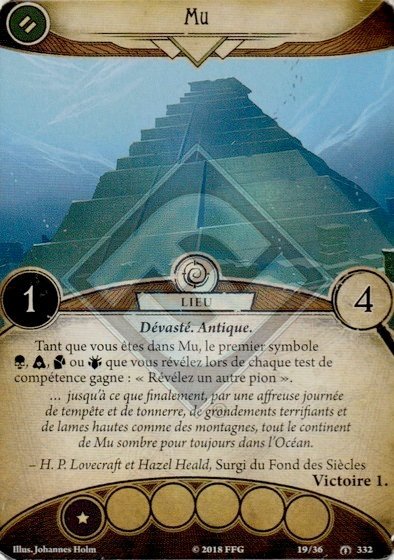 Mu
1
LIEU
4
Dévasté. Antique.
Tant que vous êtes dans Mu, le premier symbole
, , ou que vous révélez lors de chaque test de
compétence gagne : « Révélez un autre pion ».
... jusqu'à ce que finalement, par une affreuse journée
de tempête et de tonnerre, de grondements terrifiants et
de lames hautes comme des montagnes, tout le continent
de Mu sombre pour toujours dans l'Océan.
– H. P. Lovecraft et Hazel Heald, Surgi du Fond des Siècles
Victoire 1.
Illus. Johannes Holm
© 2018 FFG
19/36
332